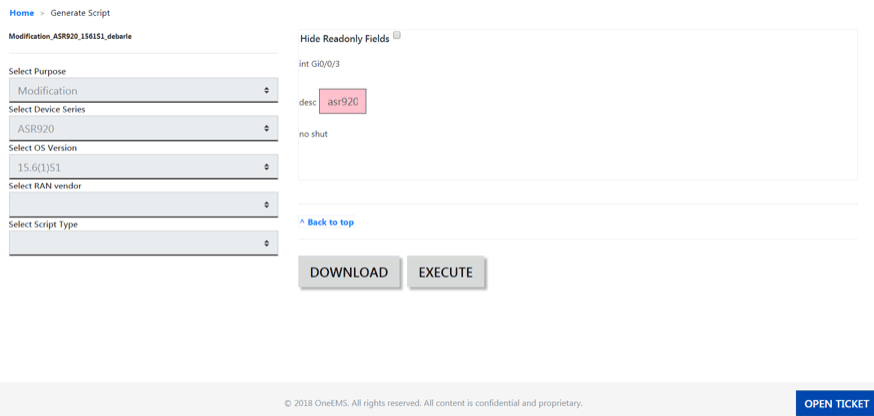 Home > Generate Script
Modification_ASR920_1561S1_debarle
Select Purpose
Modification
Select Device Series
ASR920
Select OS Version
15.6(1)S1
Select RAN vendor
Select Script Type
Hide Readonly Fields
int Gi0/0/3
desc asr920
no shut
^ Back to top
DOWNLOAD EXECUTE
© 2018 OneEMS. All rights reserved. All content is confidential and proprietary.
OPEN TICKET